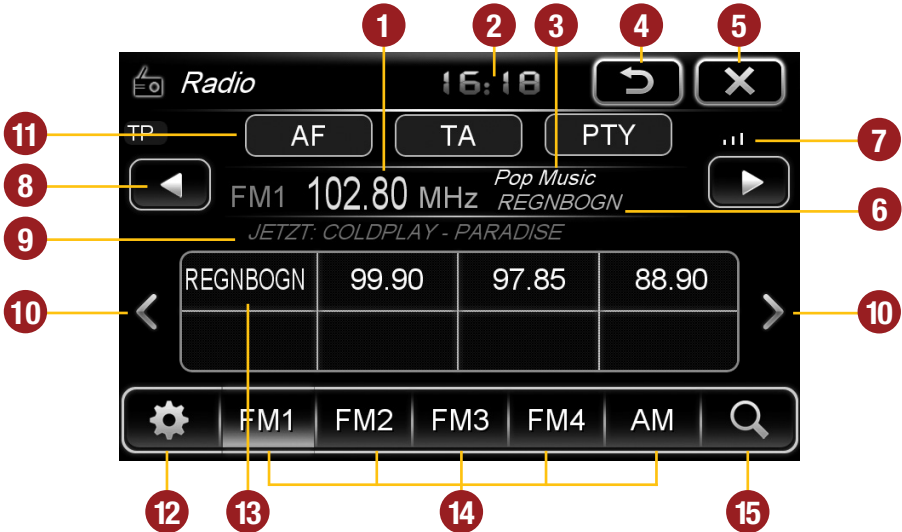 1 2 3 4 5
Radio 16:18
11 TP AF TA PTY 7
8 FM1 102.80 MHz Pop Music
REGNBOGN 6
9 JETZT: COLDPLAY - PARADISE
REGNBOGN 99.90 97.85 88.90
10 10
FM1 FM2 FM3 FM4 AM
12 13 14 15